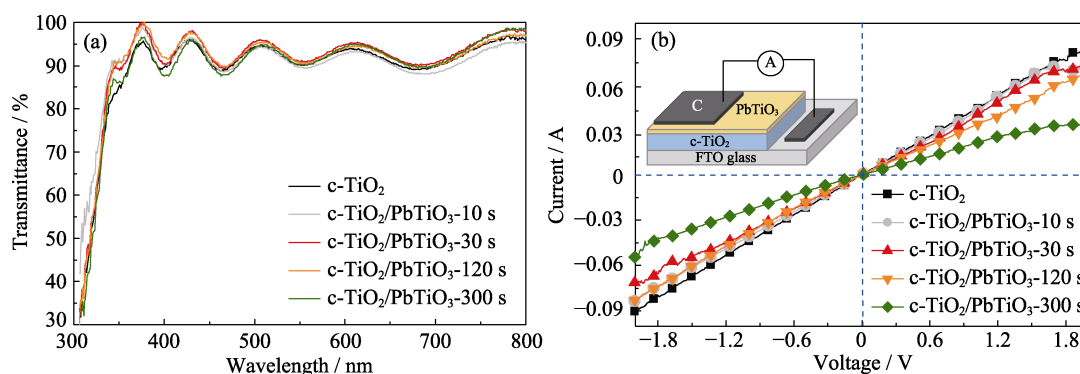 (a)
100
90
80
70
60
50
40
30
300
400
500
600
700
800
Transmittance / %
Wavelength / nm
c-TiO₂
c-TiO₂/PbTiO₃-10 s
c-TiO₂/PbTiO₃-30 s
c-TiO₂/PbTiO₃-120 s
c-TiO₂/PbTiO₃-300 s
(b)
0.09
0.06
0.03
0
−0.03
−0.06
−0.09
−1.8
−1.2
−0.6
0
0.6
1.2
1.8
Current / A
Voltage / V
A
C
PbTiO₃
c-TiO₂
FTO glass
c-TiO₂
c-TiO₂/PbTiO₃-10 s
c-TiO₂/PbTiO₃-30 s
c-TiO₂/PbTiO₃-120 s
c-TiO₂/PbTiO₃-300 s